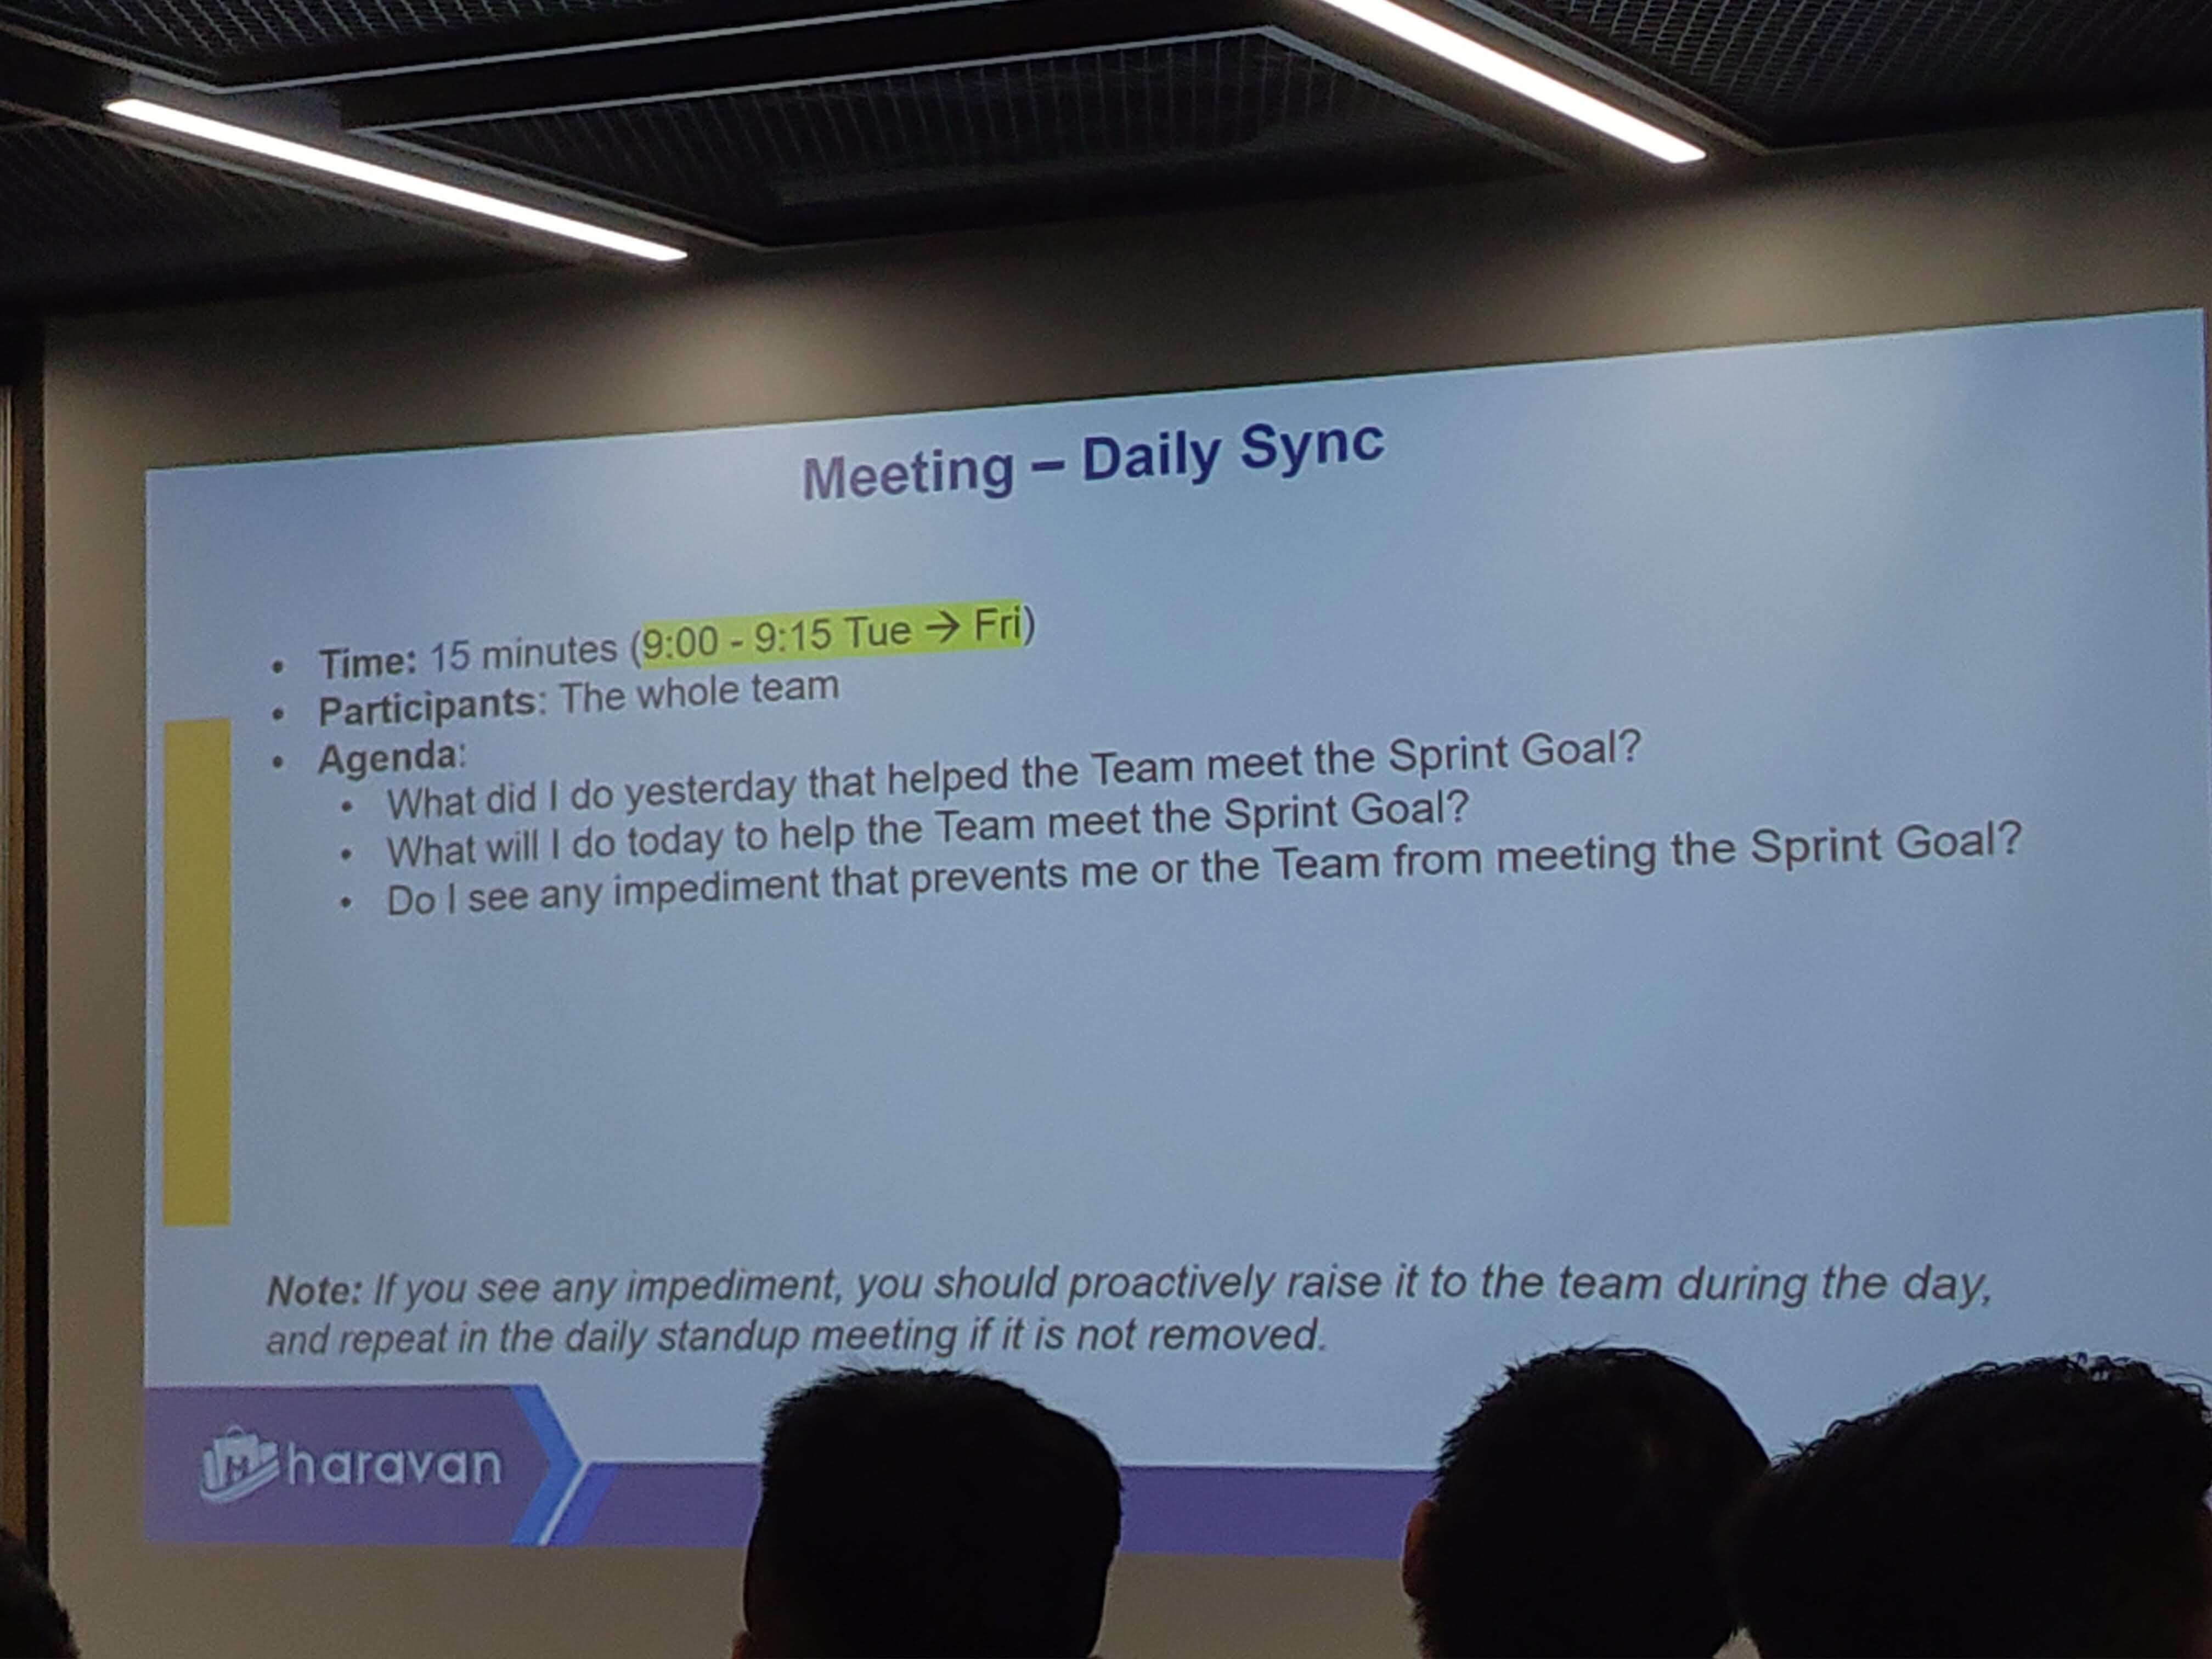 Meeting – Daily Sync
• Time: 15 minutes (9:00 - 9:15 Tue → Fri)
• Participants: The whole team
• Agenda:
• What did I do yesterday that helped the Team meet the Sprint Goal?
• What will I do today to help the Team meet the Sprint Goal?
• Do I see any impediment that prevents me or the Team from meeting the Sprint Goal?
Note: If you see any impediment, you should proactively raise it to the team during the day,
and repeat in the daily standup meeting if it is not removed.
haravan